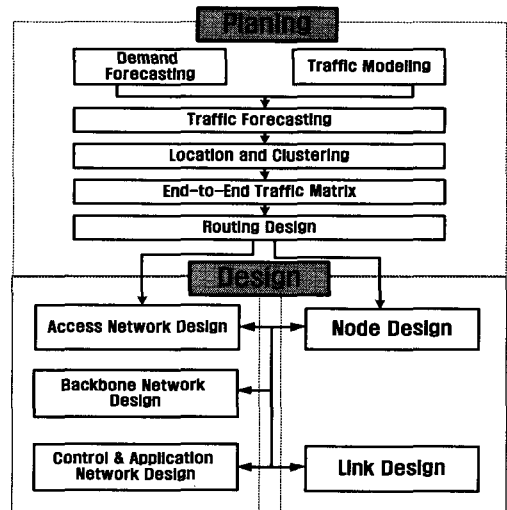 Planing
Demand
Forecasting
Traffic Modeling
Traffic Forecasting
Location and Clustering
End-to-End Traffic Matrix
Routing Design
Design
Access Network Design
Node Design
Backbone Network
Design
Control & Application
Network Design
Link Design